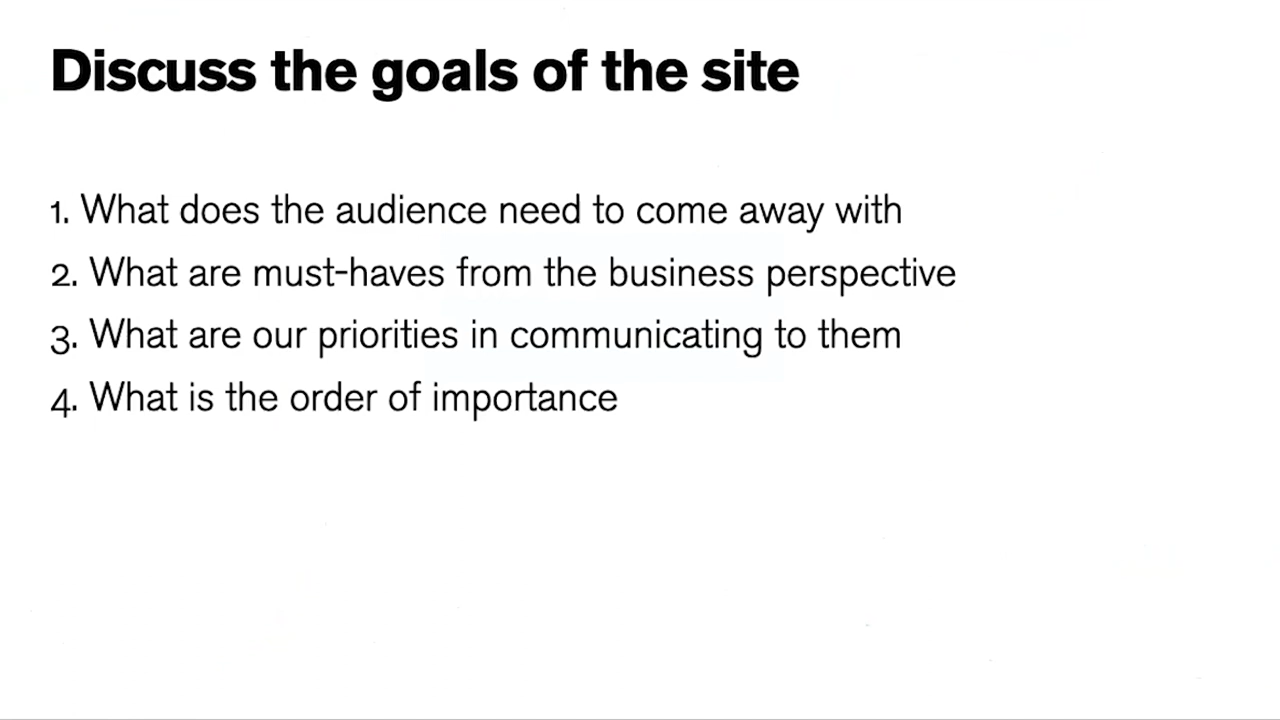 Discuss the goals of the site
1. What does the audience need to come away with
2. What are must-haves from the business perspective
3. What are our priorities in communicating to them
4. What is the order of importance